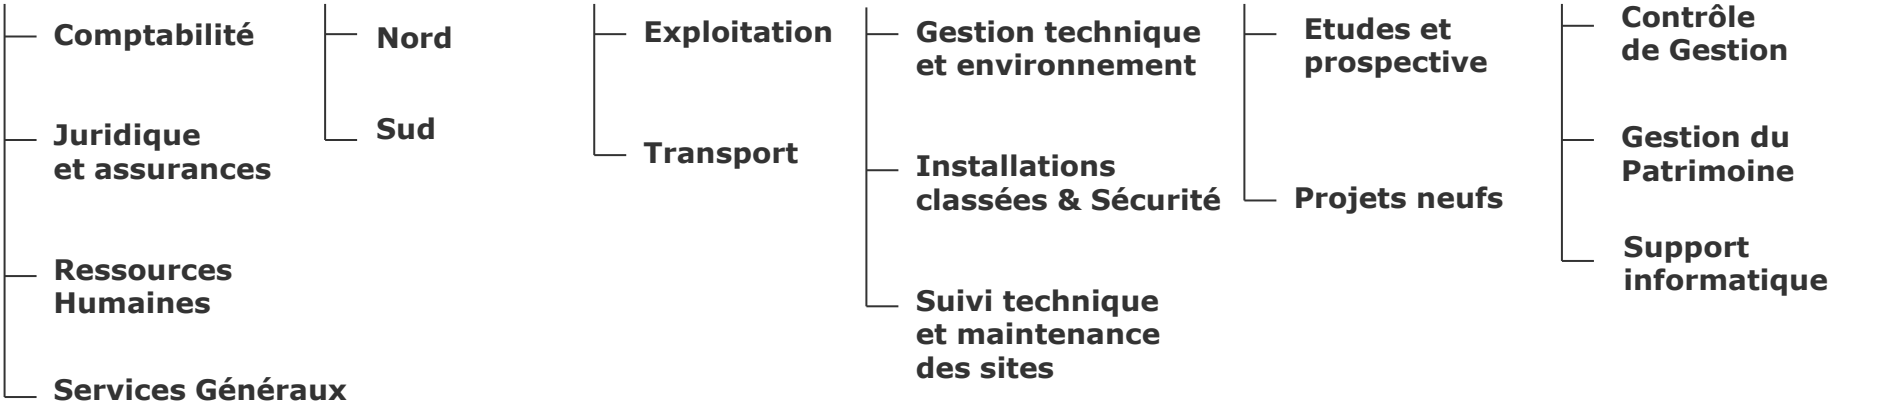 Comptabilité
Juridique
et assurances
Ressources
Humaines
Services Généraux
Nord
Sud
Exploitation
Transport
Gestion technique
et environnement
Installations
classées & Sécurité
Suivi technique
et maintenance
des sites
Etudes et
prospective
Projets neufs
Contrôle
de Gestion
Gestion du
Patrimoine
Support
informatique